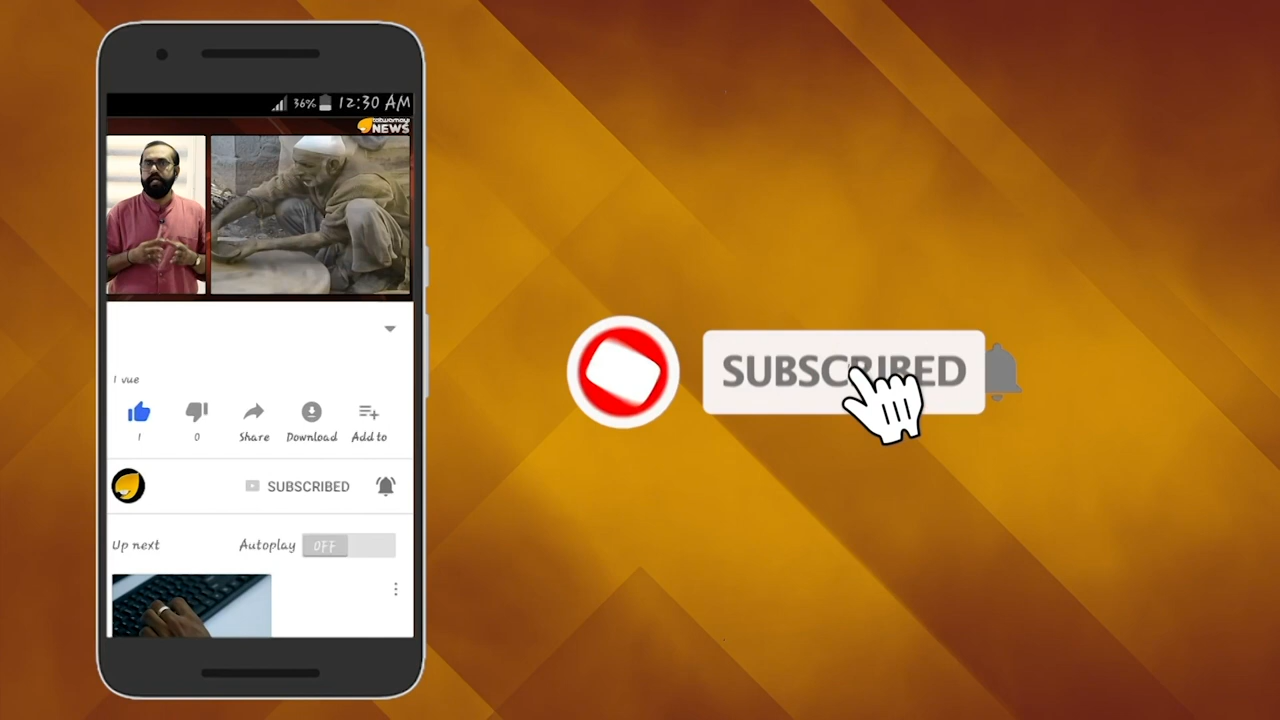 36% 12:30 AM
tatwamayi
NEWS
1 vue
1
0
Share
Download
Add to
SUBSCRIBED
Up next
Autoplay
OFF
SUBSCRIBED